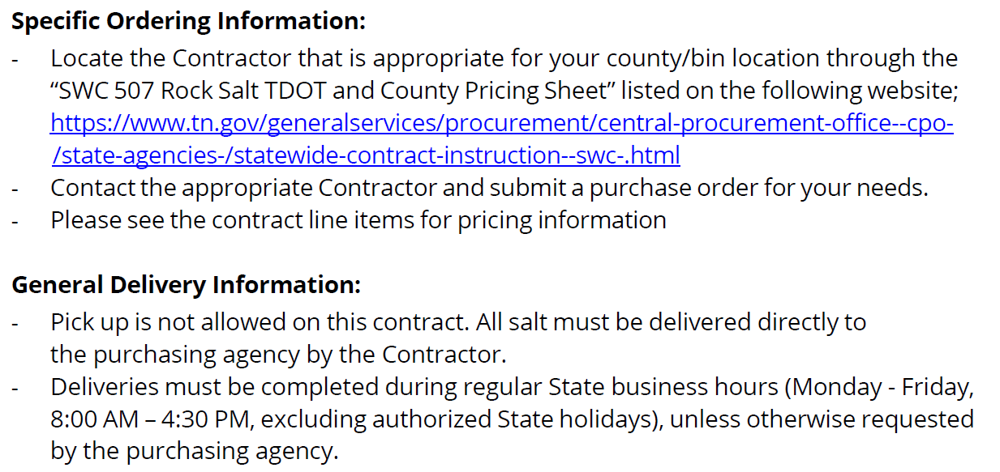 Specific Ordering Information:
- Locate the Contractor that is appropriate for your county/bin location through the
“SWC 507 Rock Salt TDOT and County Pricing Sheet” listed on the following website;
https://www.tn.gov/generalservices/procurement/central-procurement-office--cpo-
/state-agencies-/statewide-contract-instruction--swc-.html
- Contact the appropriate Contractor and submit a purchase order for your needs.
- Please see the contract line items for pricing information
General Delivery Information:
- Pick up is not allowed on this contract. All salt must be delivered directly to
the purchasing agency by the Contractor.
- Deliveries must be completed during regular State business hours (Monday - Friday,
8:00 AM – 4:30 PM, excluding authorized State holidays), unless otherwise requested
by the purchasing agency.